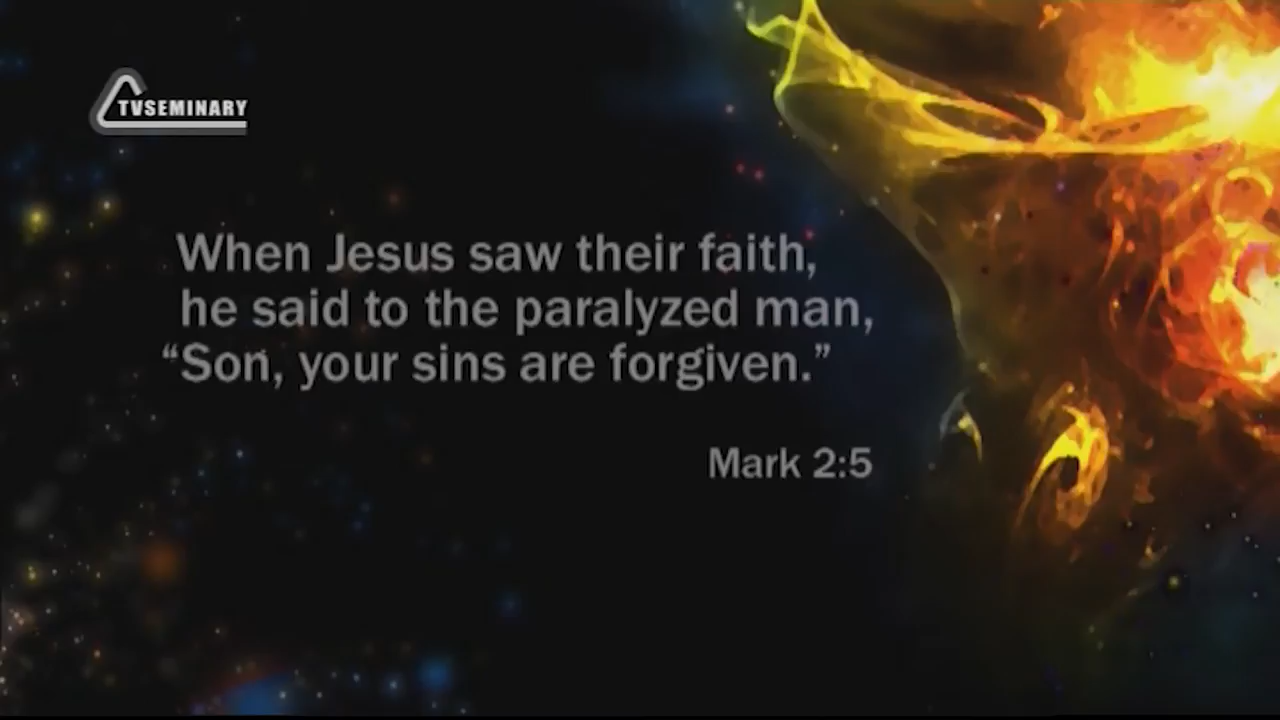 TVSEMINARY
When Jesus saw their faith,
he said to the paralyzed man,
“Son, your sins are forgiven.”
Mark 2:5